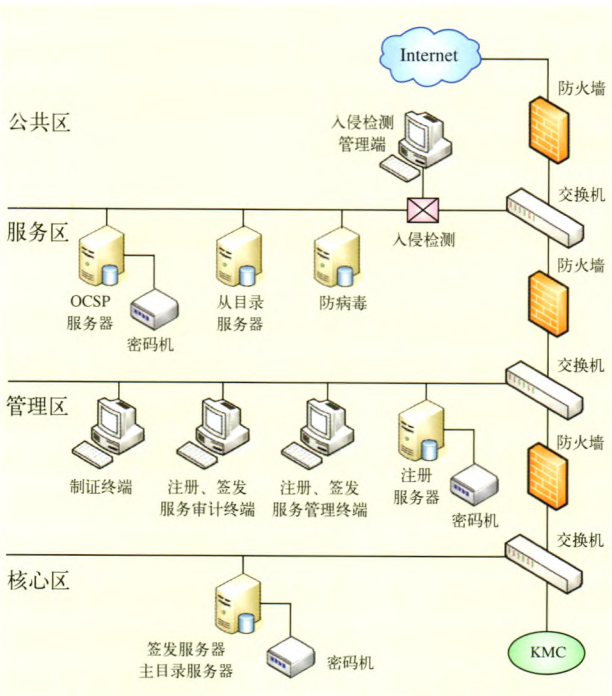 Internet
防火墙
公共区
入侵检测
管理端
交换机
服务区
入侵检测
防火墙
OCSP
服务器
密码机
从目录
服务器
防病毒
交换机
管理区
防火墙
制证终端
注册、签发
服务审计终端
注册、签发
服务管理终端
注册
服务器
密码机
交换机
核心区
签发服务器
主目录服务器
密码机
KMC